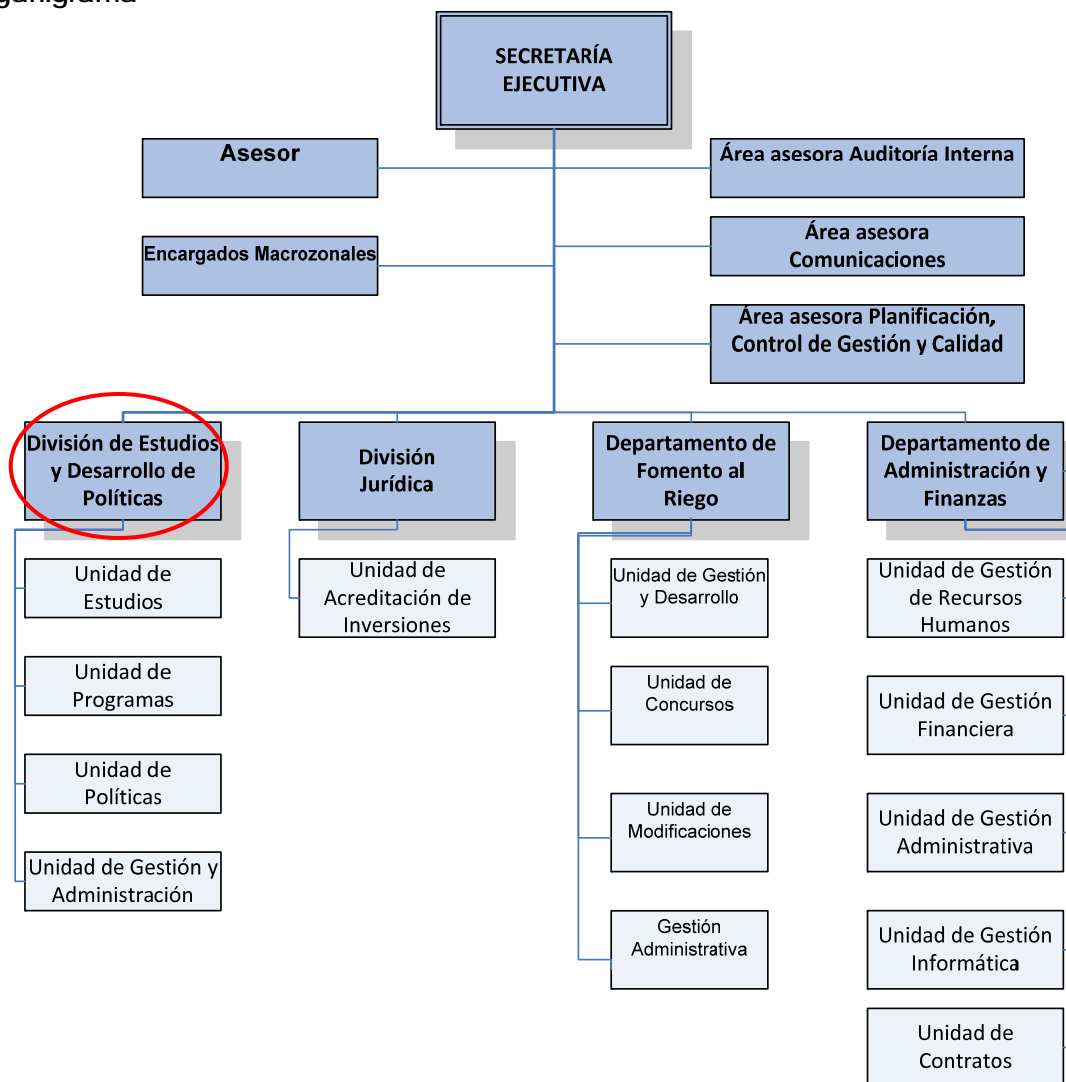 ganigrama
SECRETARÍA
EJECUTIVA
Asesor
Área asesora Auditoría Interna
Encargados Macrozonales
Área asesora
Comunicaciones
Área asesora Planificación,
Control de Gestión y Calidad
División de Estudios
y Desarrollo de
Políticas
División
Jurídica
Departamento de
Fomento al
Riego
Departamento de
Administración y
Finanzas
Unidad de
Estudios
Unidad de
Programas
Unidad de
Políticas
Unidad de Gestión y
Administración
Unidad de
Acreditación de
Inversiones
Unidad de Gestión
y Desarrollo
Unidad de
Concursos
Unidad de
Modificaciones
Gestión
Administrativa
Unidad de Gestión
de Recursos
Humanos
Unidad de Gestión
Financiera
Unidad de Gestión
Administrativa
Unidad de Gestión
Informática
Unidad de
Contratos